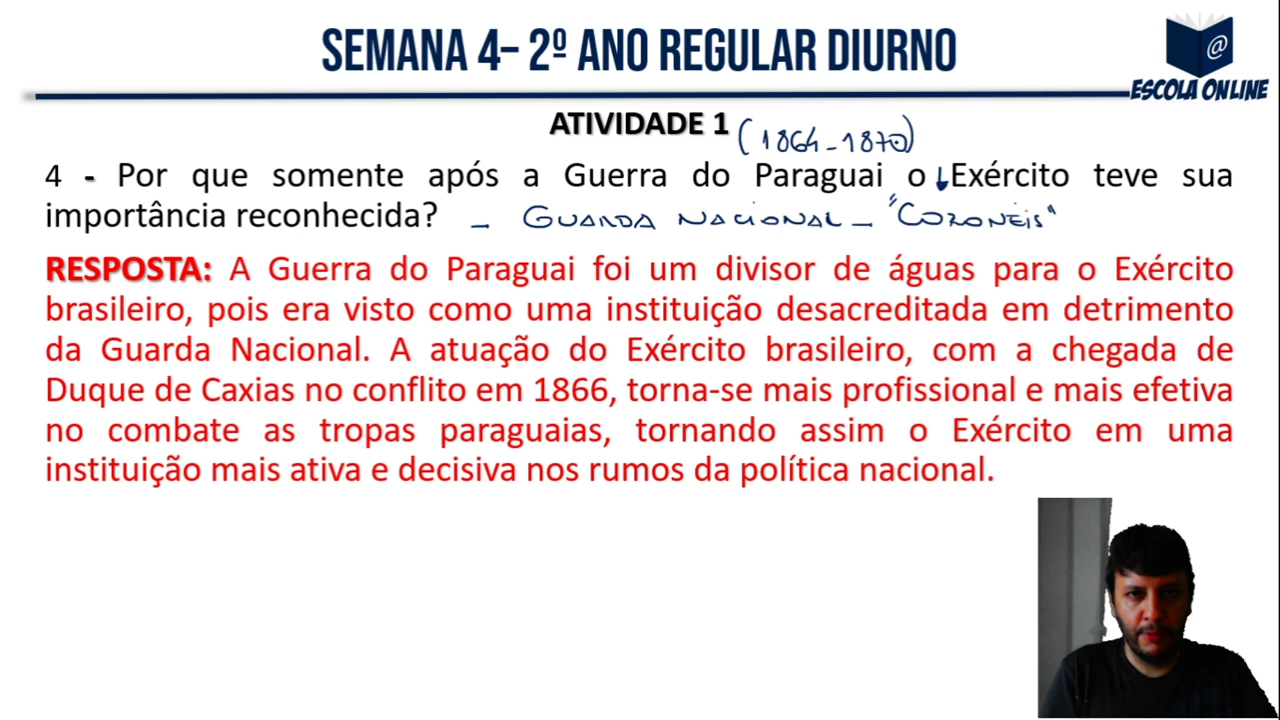 SEMANA 4– 2º ANO REGULAR DIURNO
@
ESCOLA ONLINE
ATIVIDADE 1 (1864-1870)
4 - Por que somente após a Guerra do Paraguai o Exército teve sua
importância reconhecida? - GUARDA NACIONAL - "CORONÉIS"
RESPOSTA: A Guerra do Paraguai foi um divisor de águas para o Exército
brasileiro, pois era visto como uma instituição desacreditada em detrimento
da Guarda Nacional. A atuação do Exército brasileiro, com a chegada de
Duque de Caxias no conflito em 1866, torna-se mais profissional e mais efetiva
no combate as tropas paraguaias, tornando assim o Exército em uma
instituição mais ativa e decisiva nos rumos da política nacional.